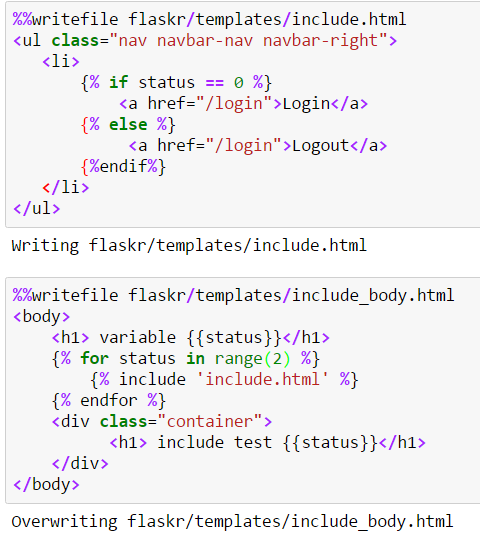 %%writefile flaskr/templates/include.html
<ul class="nav navbar-nav navbar-right">
   <li>
       {% if status == 0 %}
           <a href="/login">Login</a>
       {% else %}
            <a href="/login">Logout</a>
       {%endif%}
   </li>
</ul>
Writing flaskr/templates/include.html
%%writefile flaskr/templates/include_body.html
<body>
    <h1> variable {{status}}</h1>
    {% for status in range(2) %}
        {% include 'include.html' %}
    {% endfor %}
    <div class="container">
          <h1> include test {{status}}</h1>
    </div>
</body>
Overwriting flaskr/templates/include_body.html